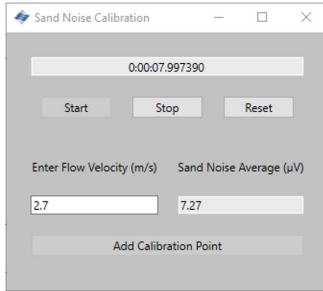 Sand Noise Calibration
0:00:07.997390
Start Stop Reset
Enter Flow Velocity (m/s) Sand Noise Average (µV)
2.7 7.27
Add Calibration Point